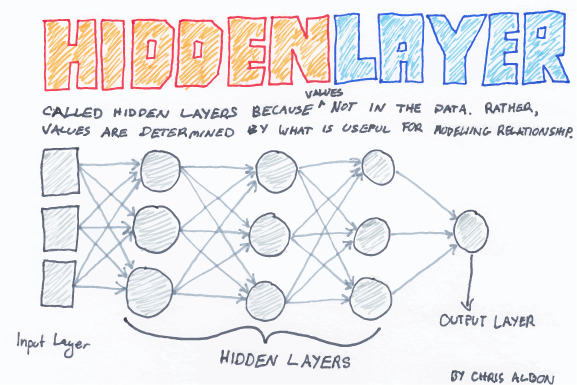 HIDDEN LAYER
CALLED HIDDEN LAYERS BECAUSE VALUES NOT IN THE DATA. RATHER,
VALUES ARE DETERMINED BY WHAT IS USEFUL FOR MODELING RELATIONSHIP.
Input Layer
OUTPUT LAYER
HIDDEN LAYERS
BY CHRIS ALBON